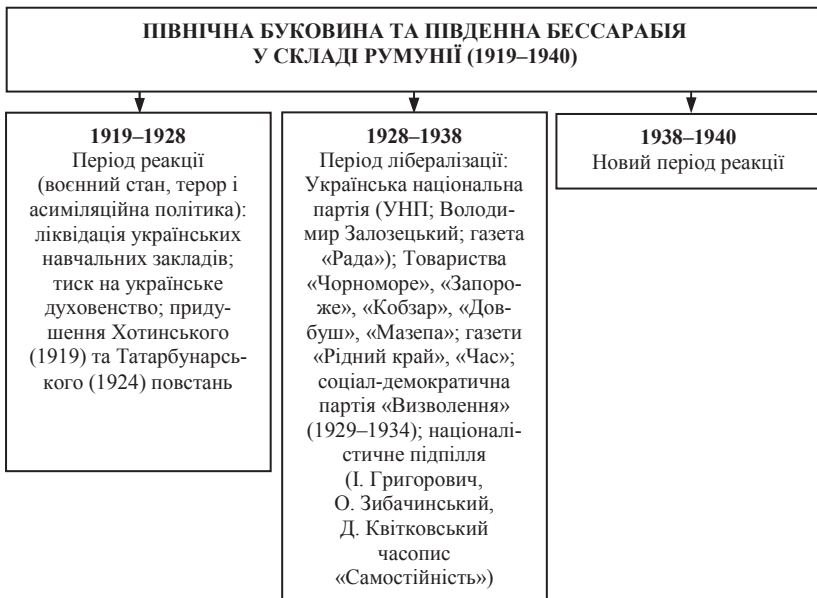 ПІВНІЧНА БУКОВИНА ТА ПІВДЕННА БЕССАРАБІЯ
У СКЛАДІ РУМУНІЇ (1919–1940)
1919–1928
Період реакції
(воєнний стан, терор і
асиміляційна політика):
ліквідація українських
навчальних закладів;
тиск на українське
духовенство; приду-
шення Хотинського
(1919) та Татарбунарсь-
кого (1924) повстань
1928–1938
Період лібералізації:
Українська національна
партія (УНП; Володи-
мир Залозецький; газета
«Рада»); Товариства
«Чорноморе», «Запоро-
же», «Кобзар», «Дов-
буш», «Мазепа»; газети
«Рідний край», «Час»;
соціал-демократична
партія «Визволення»
(1929–1934); націоналі-
стичне підпілля
(І. Григорович,
О. Зибачинський,
Д. Квітковський
часопис
«Самостійність»)
1938–1940
Новий період реакції